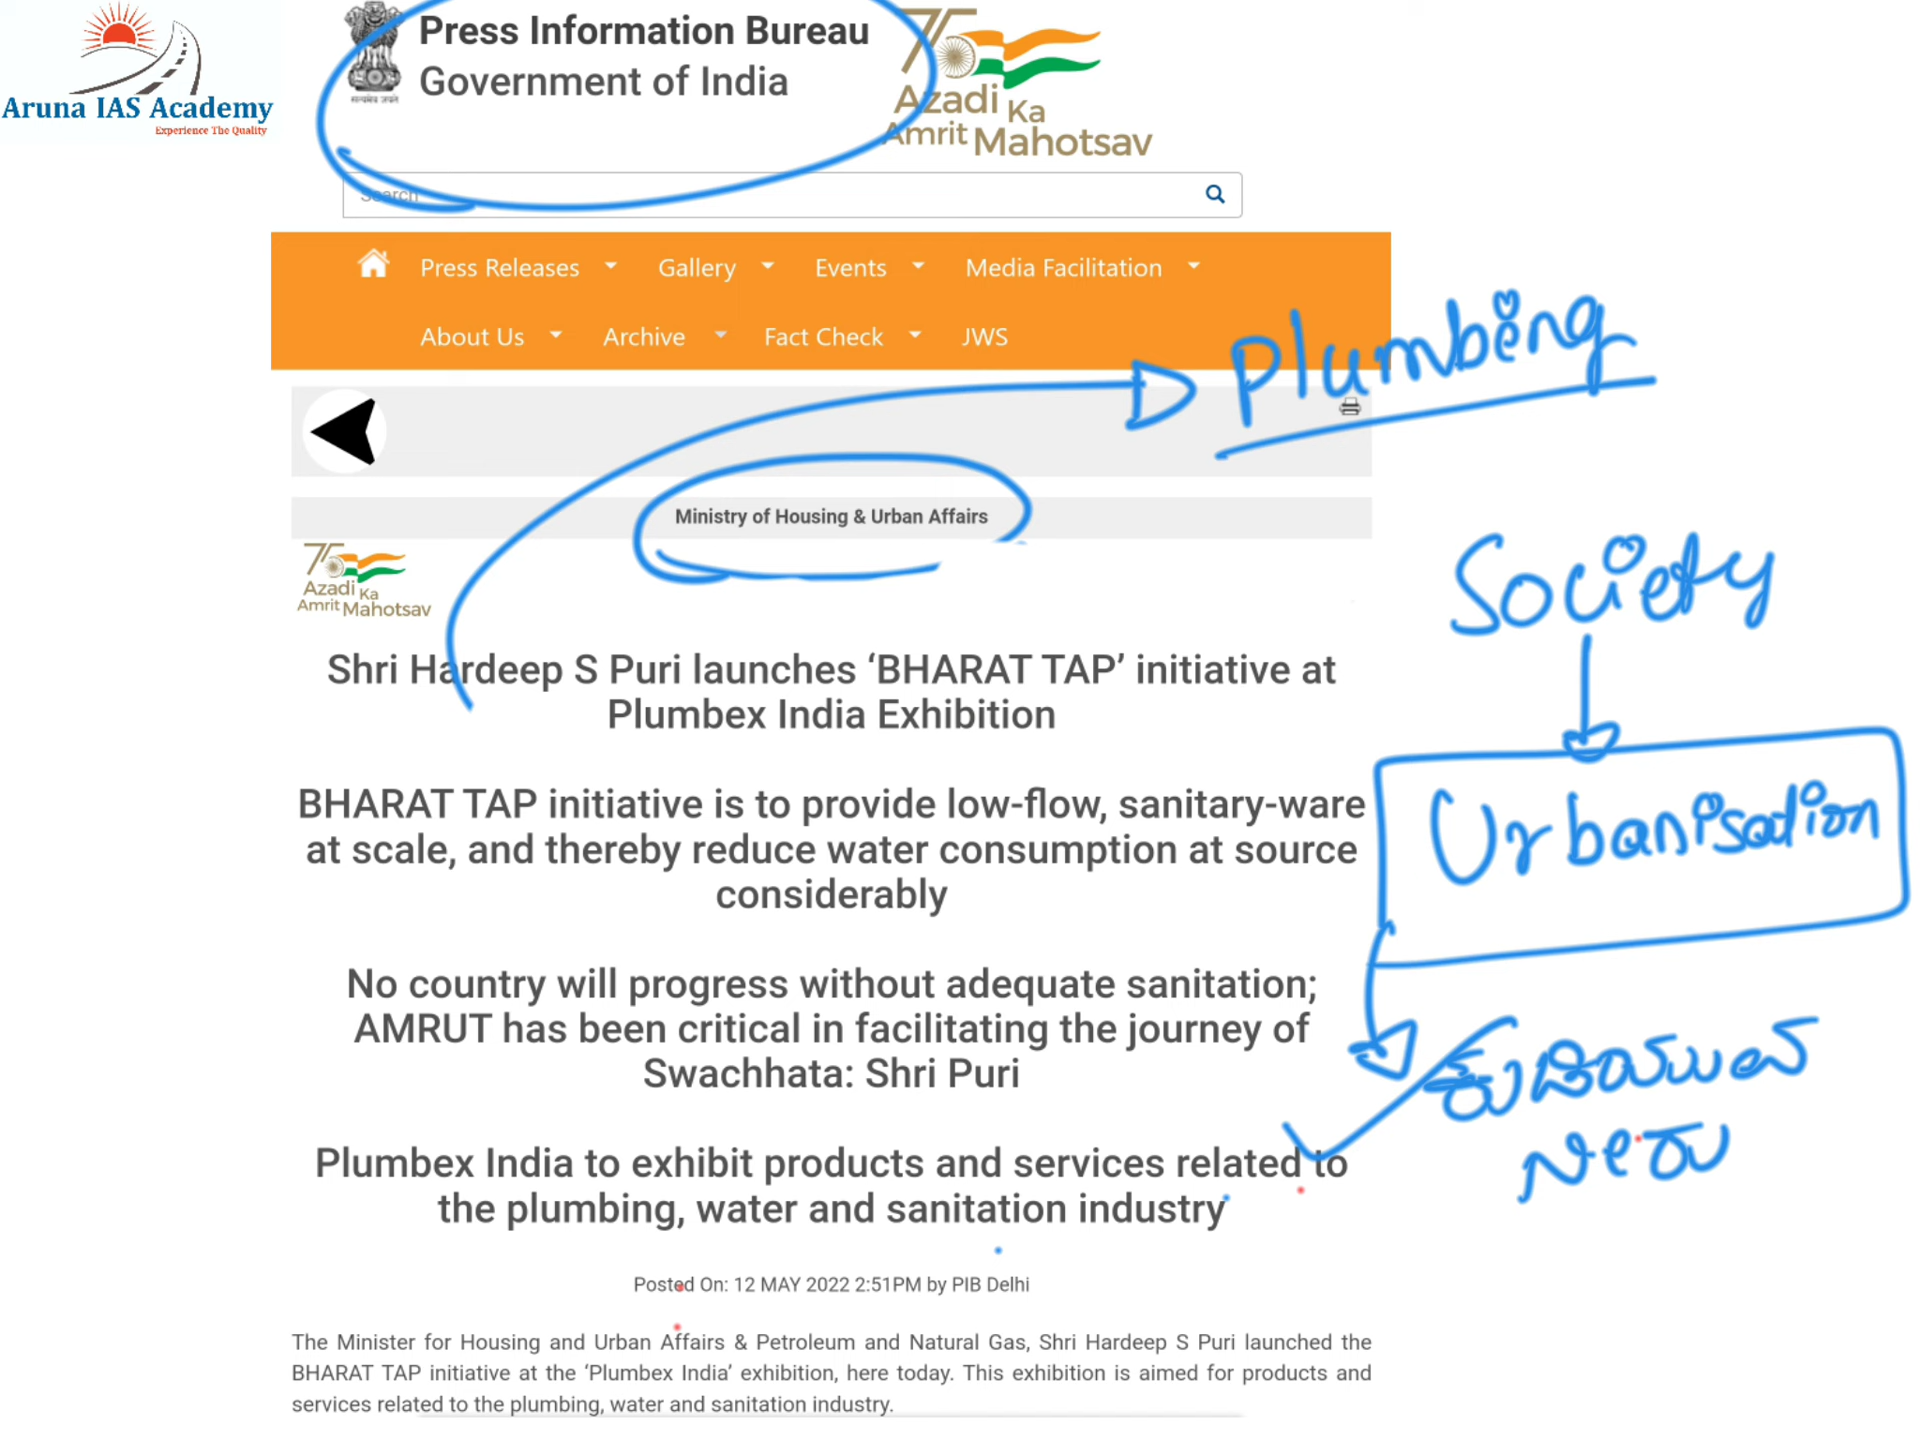 Aruna IAS Academy
Experience The Quality
Press Information Bureau
Government of India
सत्यमेव जयते
75
Azadi Ka
Amrit Mahotsav
Search
Press Releases Gallery Events Media Facilitation
About Us Archive Fact Check JWS
Plumbing
Ministry of Housing & Urban Affairs
75
Azadi Ka
Amrit Mahotsav
Society
Shri Hardeep S Puri launches ‘BHARAT TAP’ initiative at
Plumbex India Exhibition
Urbanisation
BHARAT TAP initiative is to provide low-flow, sanitary-ware
at scale, and thereby reduce water consumption at source
considerably
No country will progress without adequate sanitation;
AMRUT has been critical in facilitating the journey of
Swachhata: Shri Puri
ಕುಡಿಯುವ
ನೀರು
Plumbex India to exhibit products and services related to
the plumbing, water and sanitation industry
Posted On: 12 MAY 2022 2:51PM by PIB Delhi
The Minister for Housing and Urban Affairs & Petroleum and Natural Gas, Shri Hardeep S Puri launched the
BHARAT TAP initiative at the ‘Plumbex India’ exhibition, here today. This exhibition is aimed for products and
services related to the plumbing, water and sanitation industry.